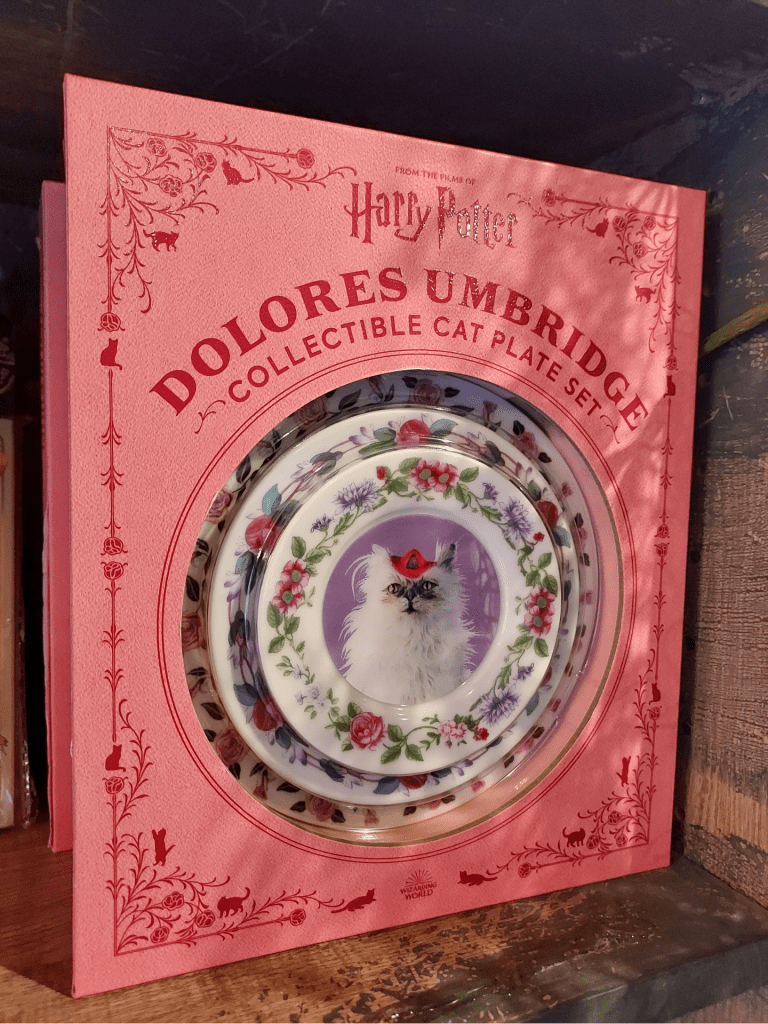 FROM THE FILMS OF
Harry Potter
DOLORES UMBRIDGE
COLLECTIBLE CAT PLATE SET
WIZARDING
WORLD